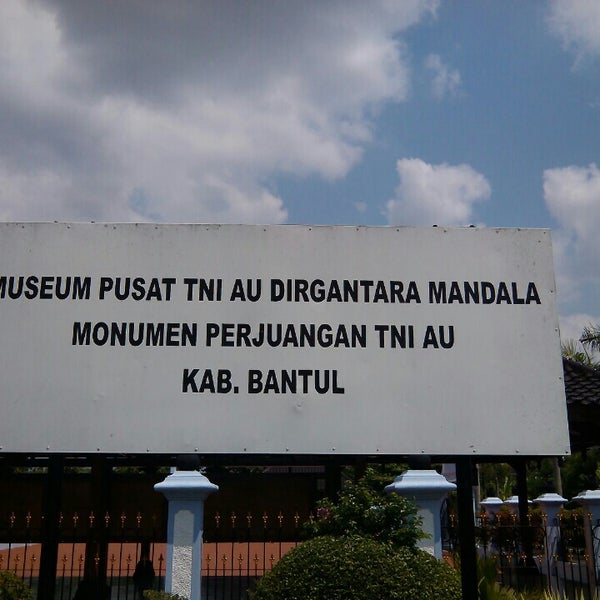 MUSEUM PUSAT TNI AU DIRGANTARA MANDALA
MONUMEN PERJUANGAN TNI AU
KAB. BANTUL